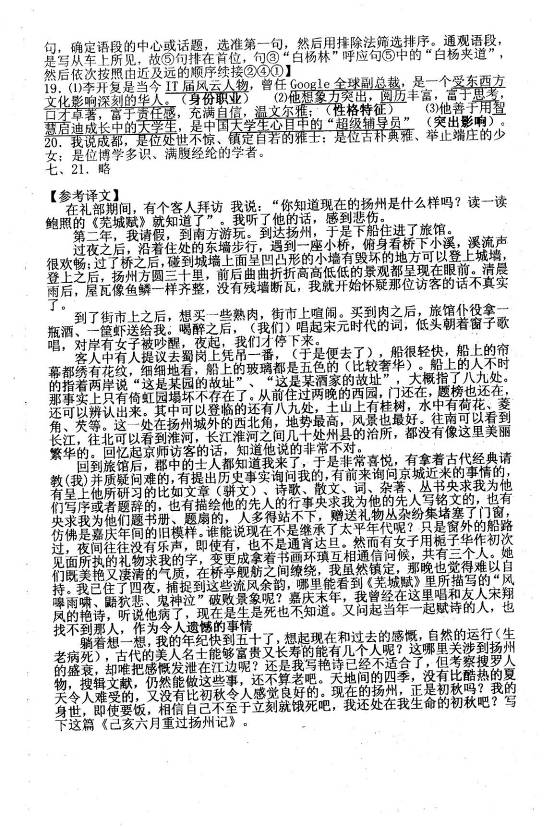 句，确定语段的中心或话题，选准第一句，然后用排除法筛选排序。通观语段，
是写从车上所见，故⑤句排在首位，句③“白杨林”呼应句⑤中的“白杨夹道”，
然后依次按照由近及远的顺序续接②④①】
19．⑴李开复是当今 IT 届风云人物，曾任 Google 全球副总裁，是一个受东西方
文化影响深刻的华人。（身份职业） ⑵他想象力突出，阅历丰富，富于思考，
口才卓著，富于责任感，充满自信，温文尔雅；（性格特征） ⑶他善于用智
慧启迪成长中的大学生，是中国大学生心目中的“超级辅导员”（突出影响）。
20．我说成都，是位处世不惊、镇定自若的雅士；是位古朴典雅、举止端庄的少
女；是位博学多识、满腹经纶的学者。
七、21．略
【参考译文】
在礼部期间，有个客人拜访 我说：“你知道现在的扬州是什么样吗？读一读
鲍照的《芜城赋》就知道了”。我听了他的话，感到悲伤。
第二年，我请假，到南方游玩。到达扬州，于是下船住进了旅馆。
过夜之后，沿着住处的东墙步行，遇到一座小桥，俯身看桥下小溪，溪流声
很欢畅；过了桥之后，碰到城墙上面呈凹凸形的小墙有毁坏的地方可以登上城墙，
登上之后，扬州方圆三十里，前后曲曲折折高高低低的景观都呈现在眼前。清晨
雨后，屋瓦像鱼鳞一样齐整，没有残墙断瓦，我就开始怀疑那位访客的话不真实
了。
到了街市上之后，想买一些熟肉，街市上喧闹。买到肉之后，旅馆仆役拿一
瓶酒、一筐虾送给我。喝醉之后，（我们）唱起宋元时代的词，低头朝着窗子歌
唱，对岸有女子被吵醒，夜起，我们才停下来。
客人中有人提议去蜀岗上凭吊一番，（于是便去了），船很轻快，船上的帘
幕都绣有花纹，细细地看，船上的玻璃都是五色的（比较奢华）。船上的人不时
的指着两岸说“这是某园的故址”、“这是某酒家的故址”，大概指了八九处。
那事实上只有倚虹园塌坏不存在了。从前住过两晚的西园，门还在，题榜也还在，
还可以辨认出来。其中可以登临的还有八九处，土山上有桂树，水中有荷花、菱
角、芡等。这一处在扬州城外的西北角，地势最高，风景也最好。往南可以看到
长江，往北可以看到淮河，长江淮河之间几十处州县的治所，都没有像这里美丽
繁华的。回忆起京师访客的话，知道他说的非常不对。
回到旅馆后，郡中的士人都知道我来了，于是非常喜悦，有拿着古代经典请
教(我)并质疑问难的，有提出历史事实询问我的，有前来询问京城近来的事情的，
有呈上他所研习的比如文章（骈文）、诗歌、散文、词、杂著、丛书央求我为他
们写序或者题辞的，也有描绘他的先人的行事央求我为他的先人写铭文的，也有
央求我为他们题书册、题扇的，人多得站不下，赠送礼物丛杂纷集堵塞了门窗，
仿佛是嘉庆年间的旧模样。谁能说现在不是继承了太平年代呢？只是窗外的船路
过，夜间往往没有乐声，即使有，也不是通宵达旦。然而有女子用栀子华作初次
见面所执的礼物求我的字，变更成拿着书画环瑱互相通信问候，共有三个人。她
们既美艳又凄清的气质，在桥亭舰舫之间缭绕，我虽然镇定，那晚也觉得难以自
持。我已住了四夜，捕捉到这些流风余韵，哪里能看到《芜城赋》里所描写的“风
嗥雨啸、鼯狖悲、鬼神泣”破败景象呢？嘉庆末年，我曾经在这里唱和友人宋翔
凤的艳诗，听说他病了，现在是生是死也不知道。又问起当年一起赋诗的人，也
找不到那人，作为令人遗憾的事情
躺着想一想，我的年纪快到五十了，想起现在和过去的感慨，自然的运行（生
老病死），古代的美人名士能够富贵又长寿的能有几个人呢？这哪里关涉到扬州
的盛衰，却唯把感慨发泄在江边呢？还是我写艳诗已经不适合了，但考察搜罗人
物，搜辑文献，仍然能做这些事，还不算老吧。天地间的四季，没有比酷热的夏
天令人难受的，又没有比初秋令人感觉良好的。现在的扬州，正是初秋吗？我的
身世，即使要饭，相信自己不至于立刻就饿死吧，我还处在我生命的初秋吧？写
下这篇《己亥六月重过扬州记》。